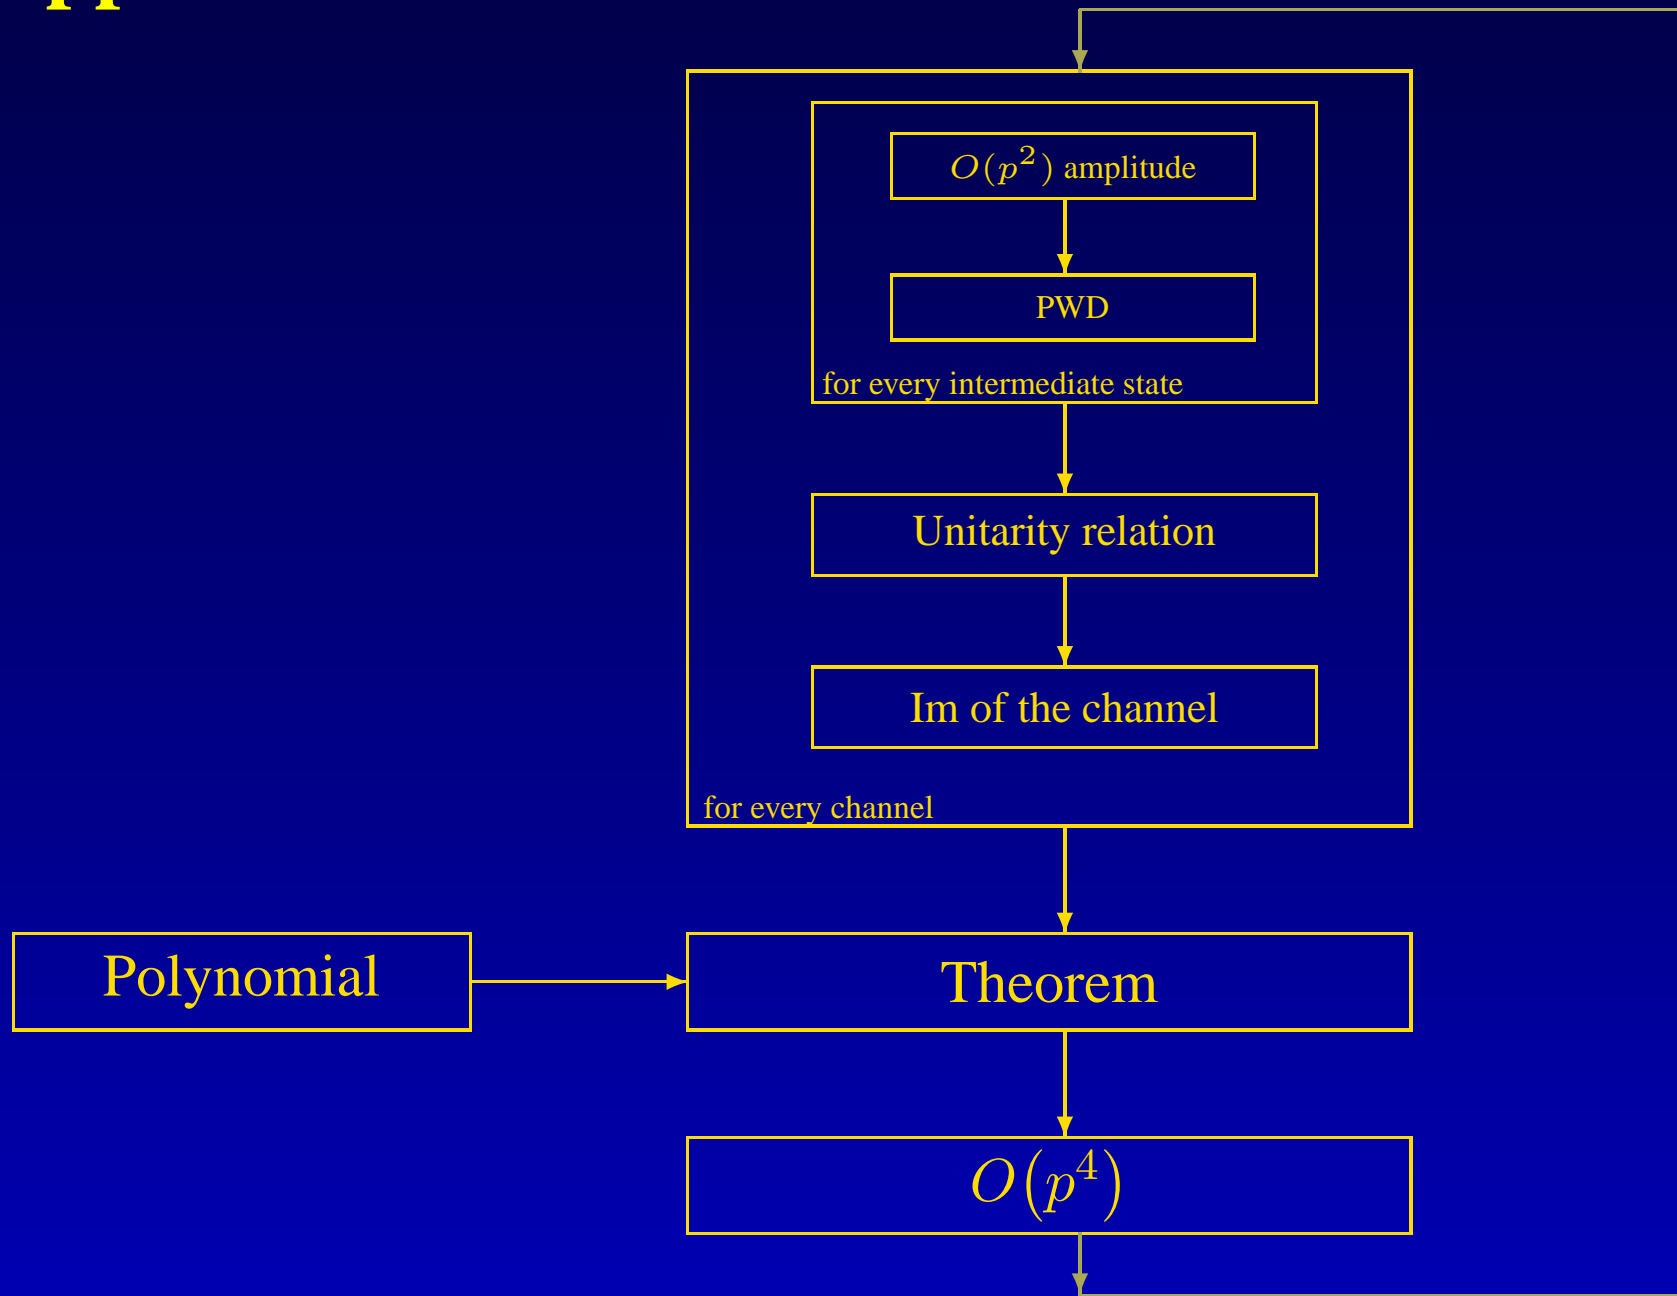 O(p²) amplitude
PWD
for every intermediate state
Unitarity relation
Im of the channel
for every channel
Polynomial
Theorem
O(p⁴)